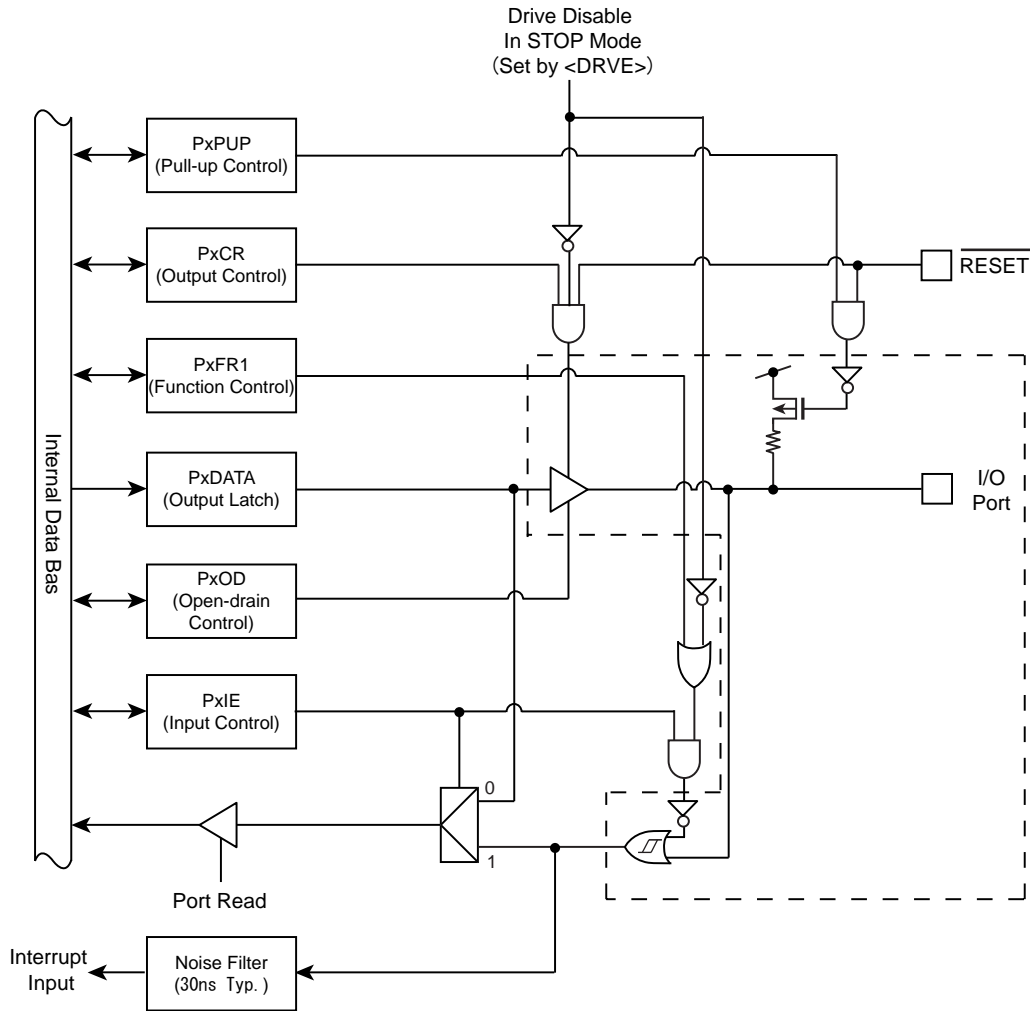 Drive Disable
In STOP Mode
(Set by <DRVE>)
PxPUP
(Pull-up Control)
PxCR
(Output Control)
RESET
PxFR1
(Function Control)
Internal Data Bas
PxDATA
(Output Latch)
I/O
Port
PxOD
(Open-drain
Control)
PxIE
(Input Control)
0
1
Port Read
Interrupt
Input
Noise Filter
(30ns Typ.)